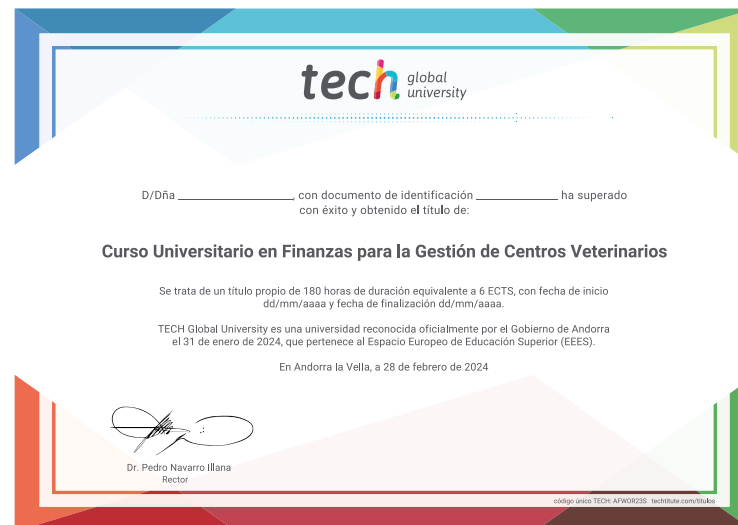 tech global university
D/Dña ____________________, con documento de identificación ______________ ha superado
con éxito y obtenido el título de:
Curso Universitario en Finanzas para la Gestión de Centros Veterinarios
Se trata de un título propio de 180 horas de duración equivalente a 6 ECTS, con fecha de inicio
dd/mm/aaaa y fecha de finalización dd/mm/aaaa.
TECH Global University es una universidad reconocida oficialmente por el Gobierno de Andorra
el 31 de enero de 2024, que pertenece al Espacio Europeo de Educación Superior (EEES).
En Andorra la Vella, a 28 de febrero de 2024
Dr. Pedro Navarro Illana
Rector
código único TECH: AFWOR23S techtitute.com/titulos